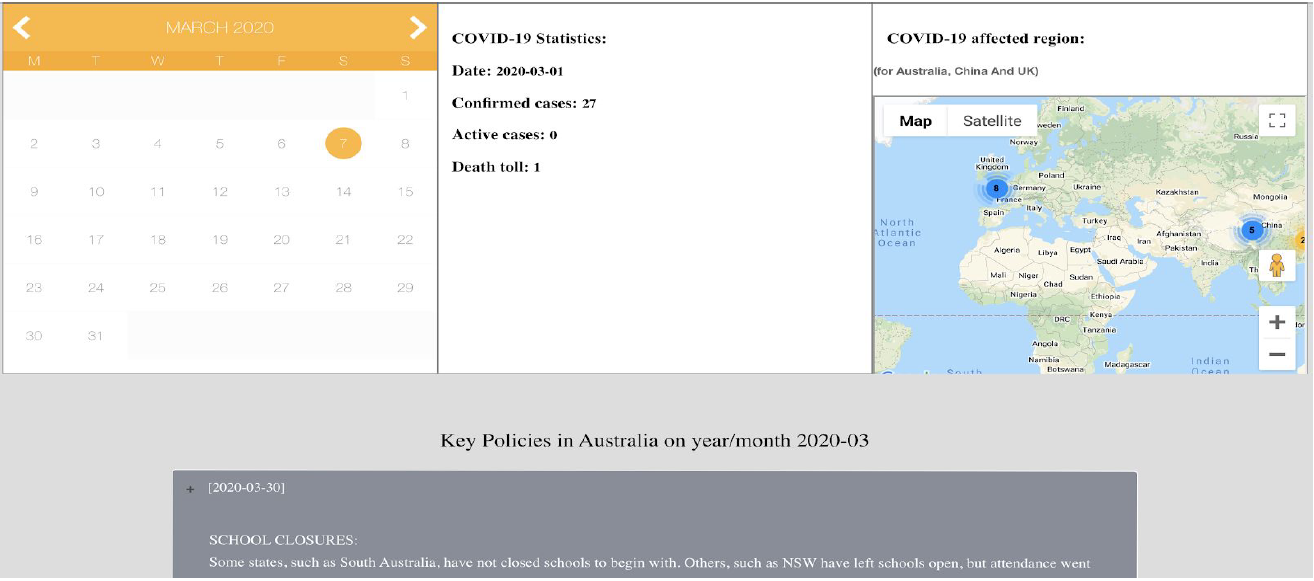 MARCH 2020
M T W T F S S
1
2 3 4 5 6 7 8
9 10 11 12 13 14 15
16 17 18 19 20 21 22
23 24 25 26 27 28 29
30 31
COVID-19 Statistics:
Date: 2020-03-01
Confirmed cases: 27
Active cases: 0
Death toll: 1
COVID-19 affected region:
(for Australia, China And UK)
Map Satellite
Finland
weden
Norway
Russia
United
Kingdom
Poland
8
Germany
Ukraine
Kazakhstan
Mongolia
France
Italy
Spain
Turkey
North
Atlantic
Ocean
5
China
2
Iraq
Iran
Afghanistan
Pakistan
Algeria
Libya
Egypt
Saudi Arabia
India
Th
Mali
Niger
Chad
Sudan
Nigeria
Ethiopia
DRC
Kenya
Tanzania
Angola
Namibia
Botswana
Madagascar
Indian
Ocean
South
Key Policies in Australia on year/month 2020-03
+ [2020-03-30]
SCHOOL CLOSURES:
Some states, such as South Australia, have not closed schools to begin with. Others, such as NSW have left schools open, but attendance went